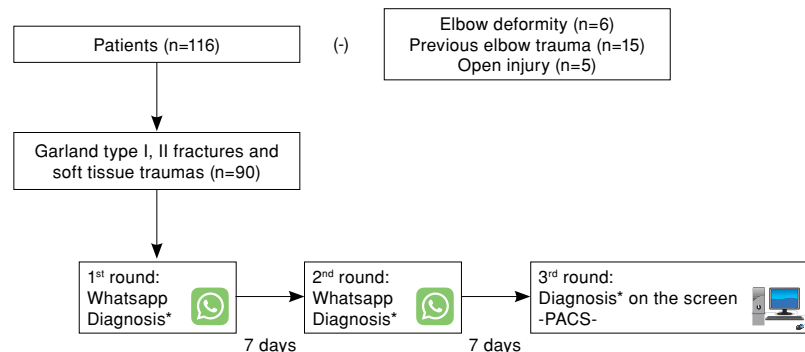 Patients (n=116)
(-)
Elbow deformity (n=6)
Previous elbow trauma (n=15)
Open injury (n=5)
Garland type I, II fractures and
soft tissue traumas (n=90)
1st round:
Whatsapp
Diagnosis*
7 days
2nd round:
Whatsapp
Diagnosis*
7 days
3rd round:
Diagnosis* on the screen
-PACS-